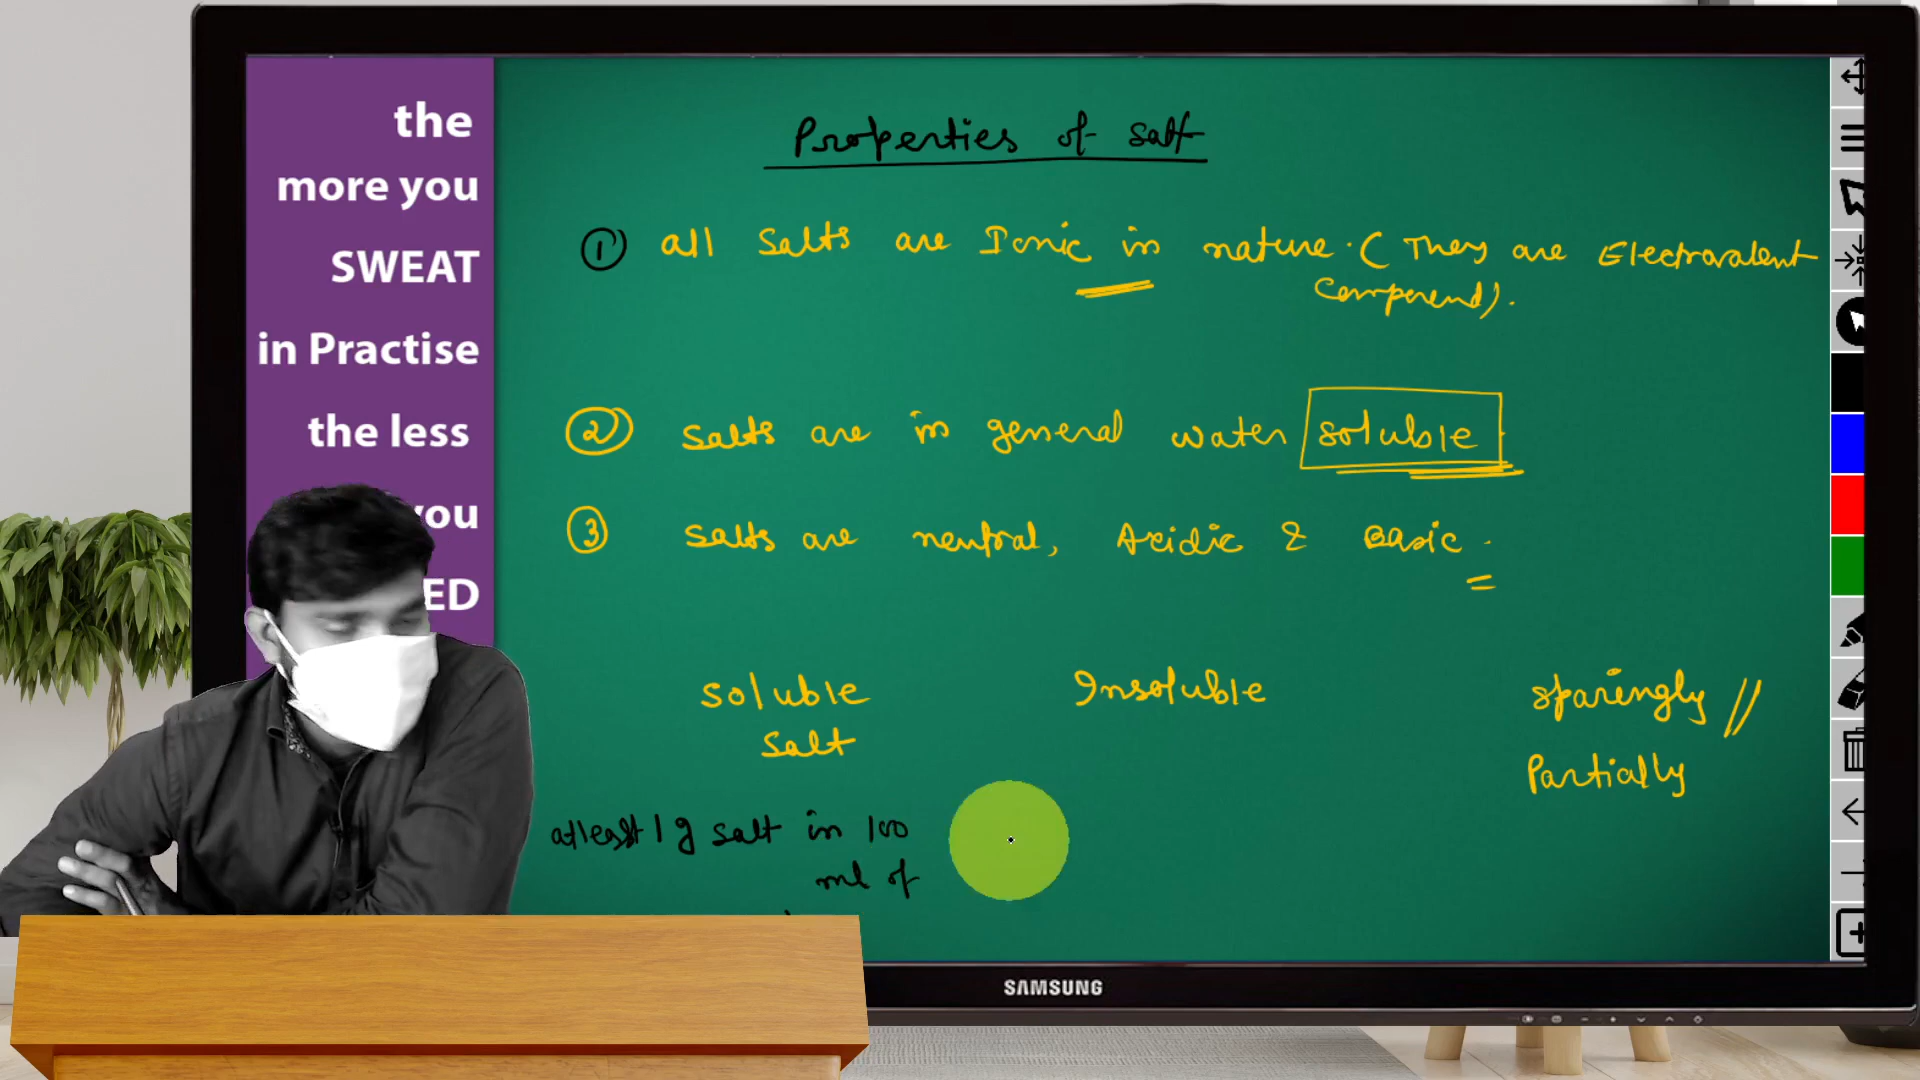 the
more you
SWEAT
in Practise
the less
you
ED
Properties of salt
① all Salts are Ionic in nature. ( They are Electrovalent
Compound).
② Salts are in general water soluble.
③ Salts are neutral, Acidic & Basic.
soluble
salt
Insoluble
sparingly //
Partially
atleast 1 g salt in 100
ml of
SAMSUNG